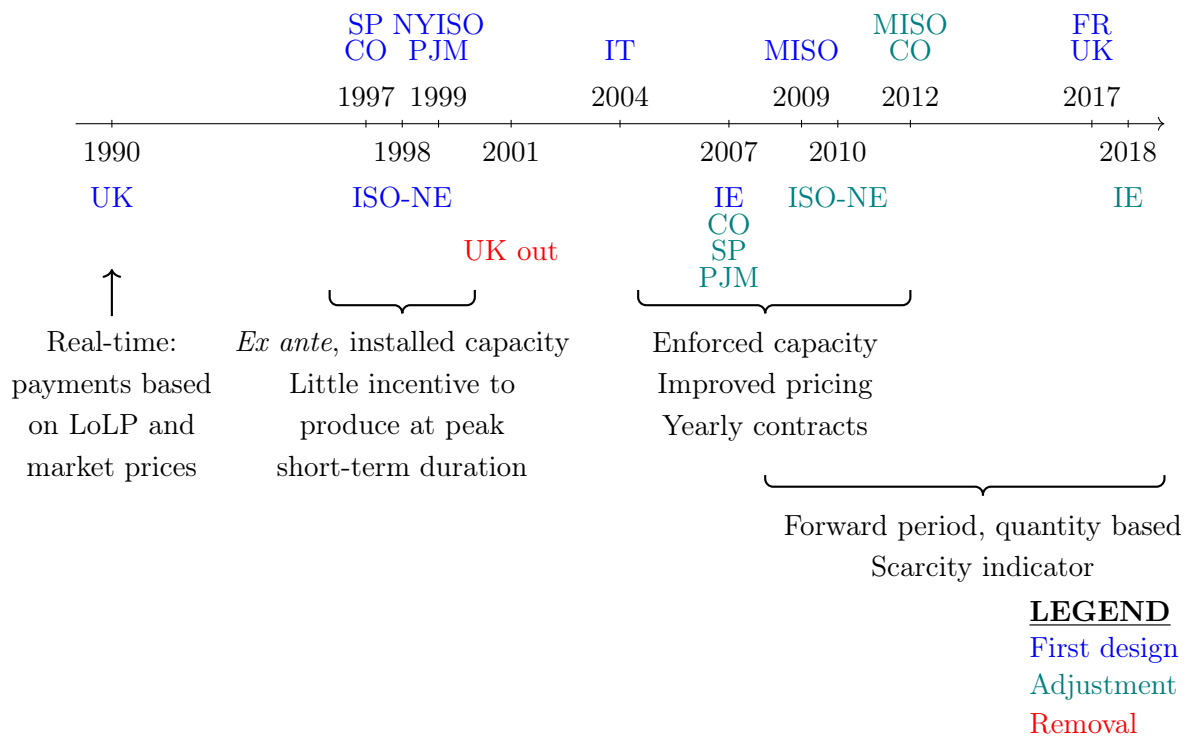 SP NYISO IT MISO MISO FR
CO PJM CO UK
1997 1999 2004 2009 2012 2017
1990 1998 2001 2007 2010 2018
UK ISO-NE IE ISO-NE IE
CO
UK out SP
PJM
Real-time:
payments based
on LoLP and
market prices
Ex ante, installed capacity
Little incentive to
produce at peak
short-term duration
Enforced capacity
Improved pricing
Yearly contracts
Forward period, quantity based
Scarcity indicator
LEGEND
First design
Adjustment
Removal